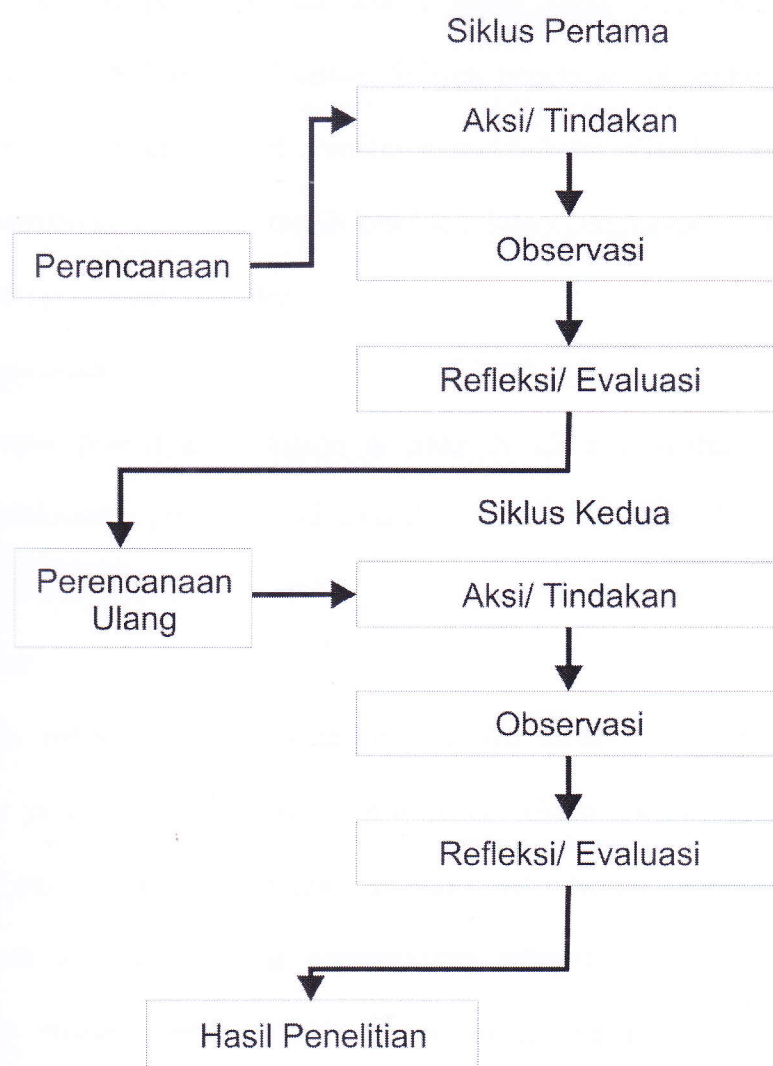 Siklus Pertama
Aksi/ Tindakan
Perencanaan
Observasi
Refleksi/ Evaluasi
Siklus Kedua
Perencanaan
Ulang
Aksi/ Tindakan
Observasi
Refleksi/ Evaluasi
Hasil Penelitian